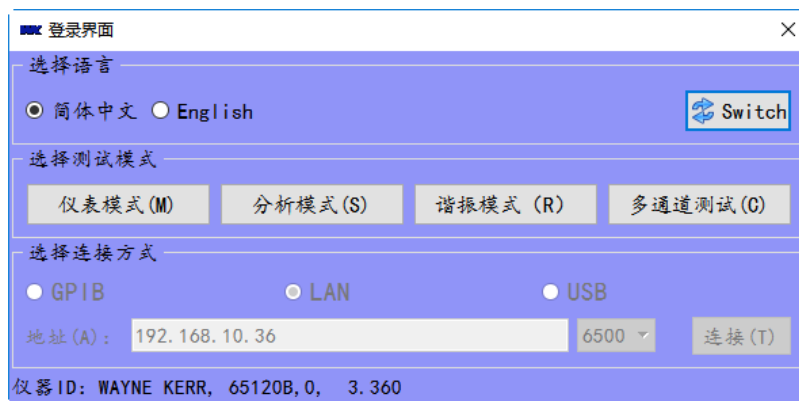 登录界面
选择语言
简体中文 English Switch
选择测试模式
仪表模式(M) 分析模式(S) 谐振模式 (R) 多通道测试(C)
选择连接方式
GPIB LAN USB
地址(A): 192.168.10.36 6500 连接(T)
仪器ID: WAYNE KERR, 65120B,0, 3.360